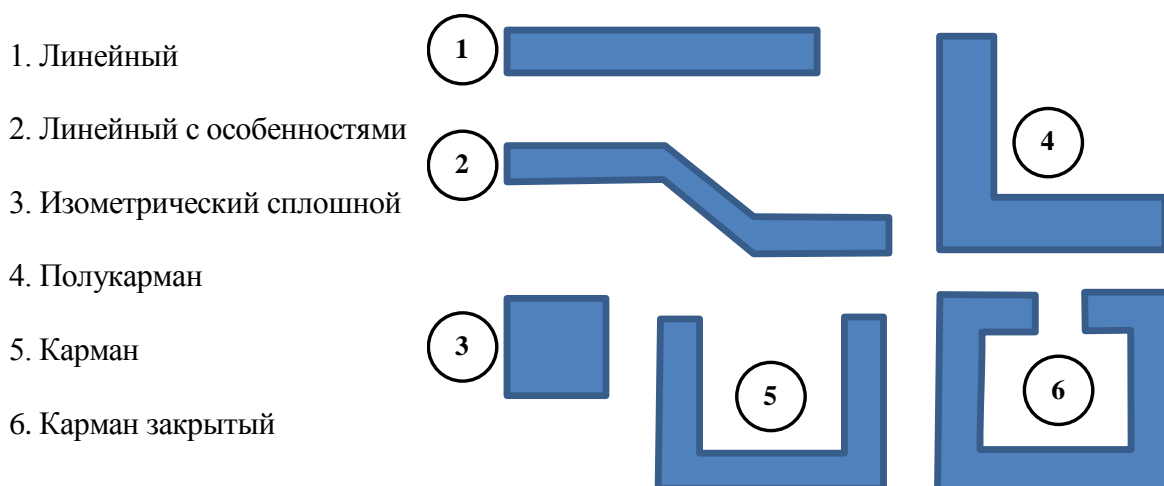 1. Линейный
2. Линейный с особенностями
3. Изометрический сплошной
4. Полукарман
5. Карман
6. Карман закрытый
1
2
3
4
5
6